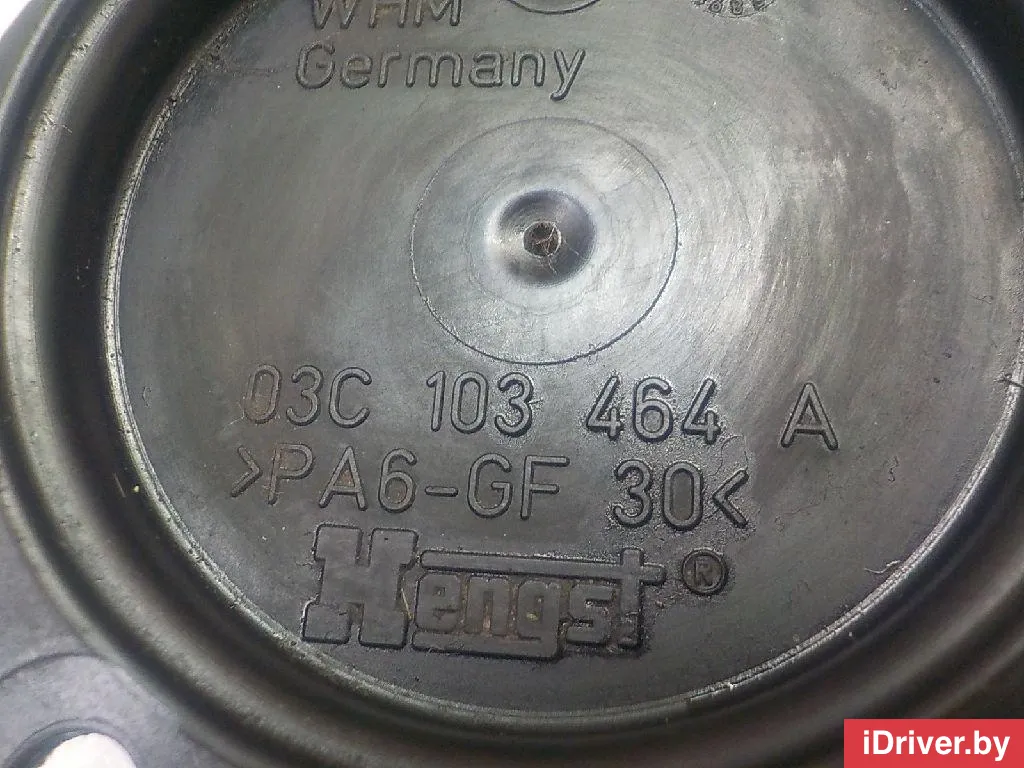 WHM
Germany
03C 103 464 A
>PA6-GF 30<
Hengst®
iDriver.by